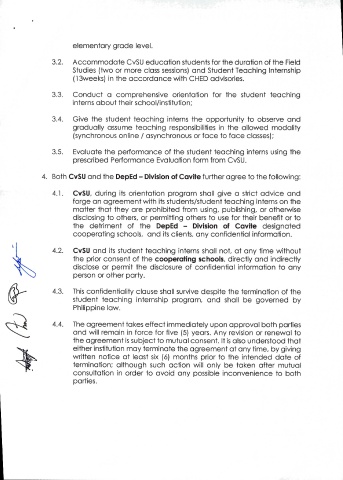 elementary grade level.
3.2. Accommodate CvSU education students for the duration of the Field
Studies (two or more class sessions) and Student Teaching Internship
(13weeks) in the accordance with CHED advisories.
3.3. Conduct a comprehensive orientation for the student teaching
interns about their school/institution;
3.4. Give the student teaching interns the opportunity to observe and
gradually assume teaching responsibilities in the allowed modality
(synchronous online / asynchronous or face to face classes);
3.5. Evaluate the performance of the student teaching interns using the
prescribed Performance Evaluation form from CvSU.
4. Both CvSU and the DepEd – Division of Cavite further agree to the following:
4.1. CvSU, during its orientation program shall give a strict advice and
forge an agreement with its students/student teaching interns on the
matter that they are prohibited from using, publishing, or otherwise
disclosing to others, or permitting others to use for their benefit or to
the detriment of the DepEd – Division of Cavite designated
cooperating schools, and its clients, any confidential information.
4.2. CvSU and its student teaching interns shall not, at any time without
the prior consent of the cooperating schools, directly and indirectly
disclose or permit the disclosure of confidential information to any
person or other party.
4.3. This confidentiality clause shall survive despite the termination of the
student teaching internship program, and shall be governed by
Philippine law.
4.4. The agreement takes effect immediately upon approval both parties
and will remain in force for five (5) years. Any revision or renewal to
the agreement is subject to mutual consent. It is also understood that
either institution may terminate the agreement at any time, by giving
written notice at least six (6) months prior to the intended date of
termination; although such action will only be taken after mutual
consultation in order to avoid any possible inconvenience to both
parties.